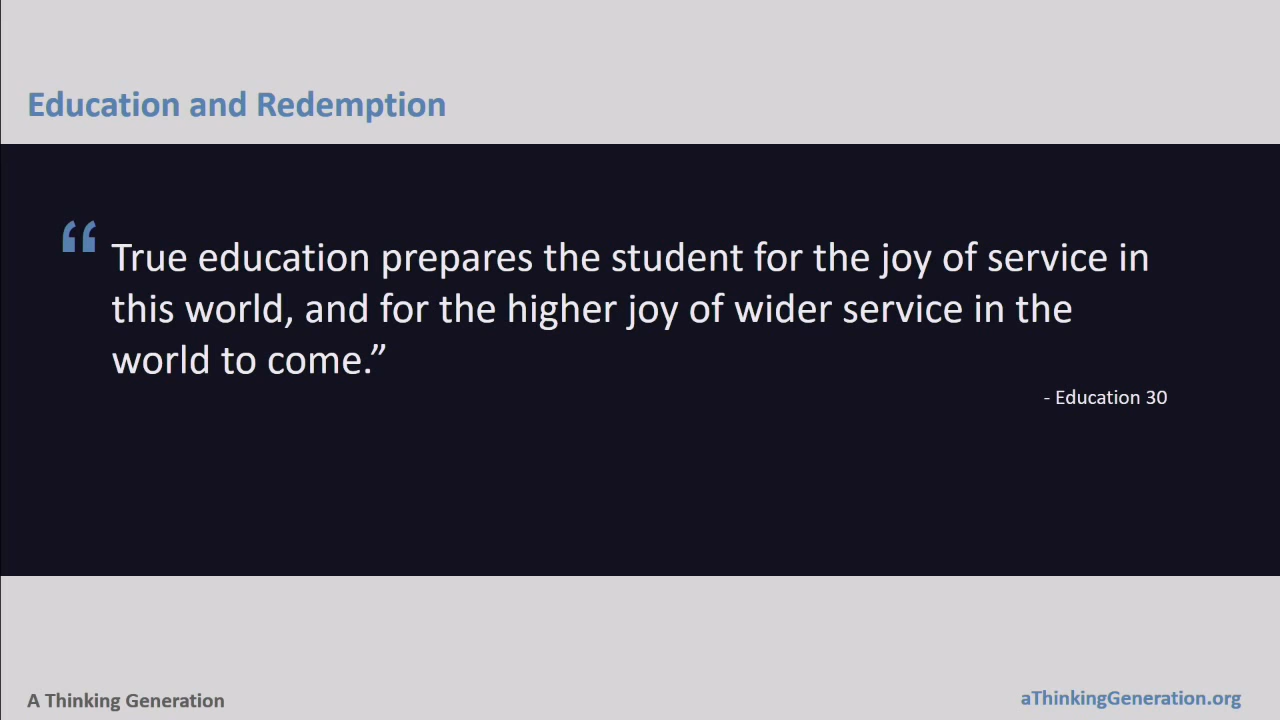 Education and Redemption
“ True education prepares the student for the joy of service in
this world, and for the higher joy of wider service in the
world to come.”
- Education 30
A Thinking Generation
aThinkingGeneration.org